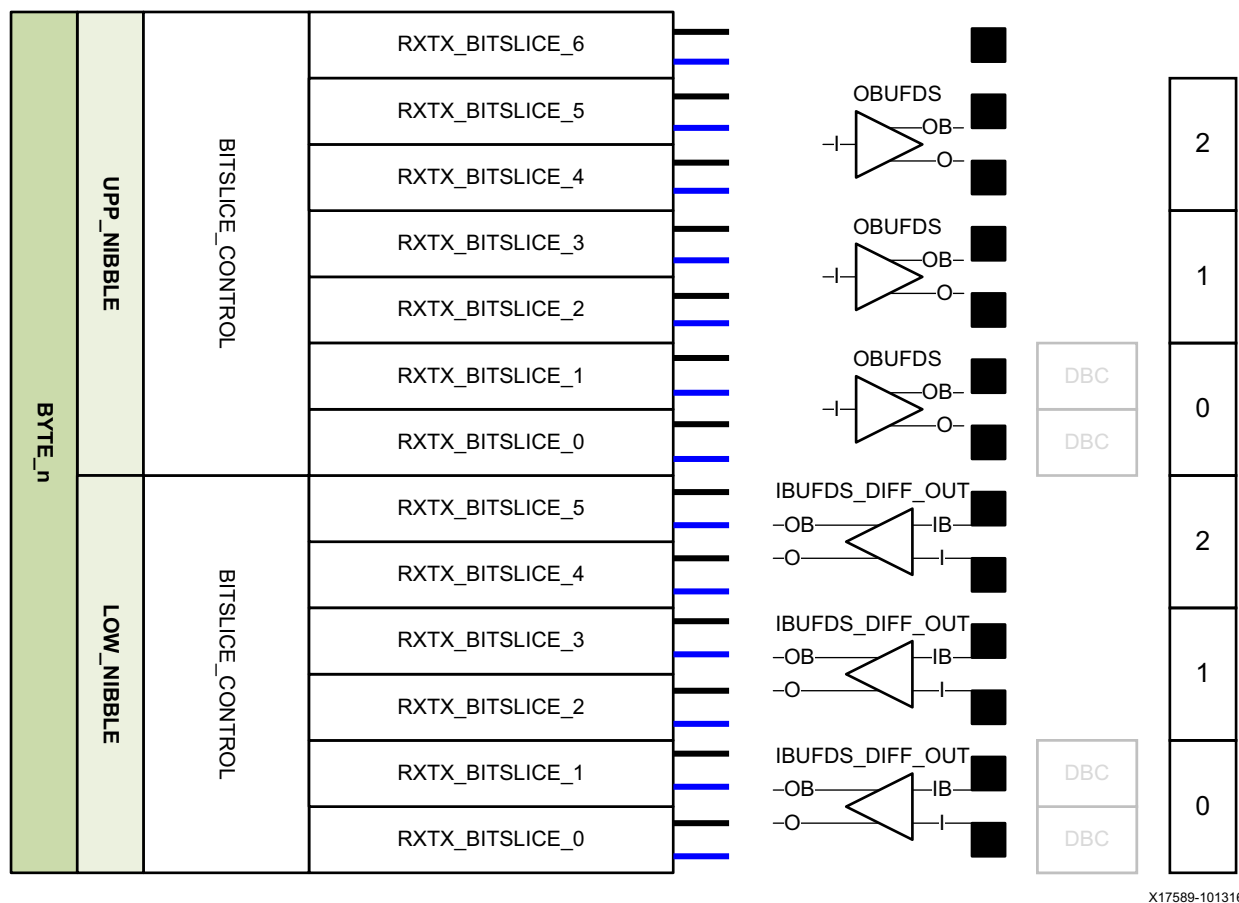 BYTE_n
UPP_NIBBLE
BITSLICE_CONTROL
RXTX_BITSLICE_6
RXTX_BITSLICE_5
OBUFDS
-I-
OB
O
2
RXTX_BITSLICE_4
RXTX_BITSLICE_3
OBUFDS
-I-
OB
O
1
RXTX_BITSLICE_2
RXTX_BITSLICE_1
OBUFDS
-I-
OB
O
DBC
0
RXTX_BITSLICE_0
DBC
LOW_NIBBLE
BITSLICE_CONTROL
RXTX_BITSLICE_5
IBUFDS_DIFF_OUT
OB
IB
O
I
2
RXTX_BITSLICE_4
RXTX_BITSLICE_3
IBUFDS_DIFF_OUT
OB
IB
O
I
1
RXTX_BITSLICE_2
RXTX_BITSLICE_1
IBUFDS_DIFF_OUT
OB
IB
O
I
DBC
0
RXTX_BITSLICE_0
DBC
X17589-101316